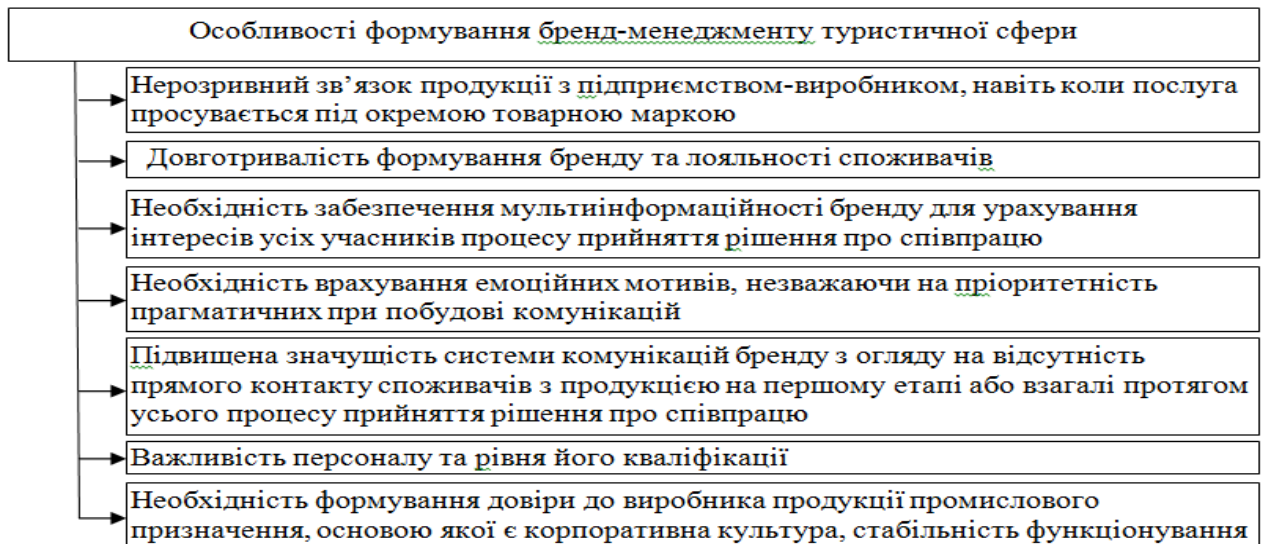 Особливості формування бренд-менеджменту туристичної сфери
Нерозривний зв’язок продукції з підприємством-виробником, навіть коли послуга
просувається під окремою товарною маркою
Довготривалість формування бренду та лояльності споживачів
Необхідність забезпечення мультиінформаційності бренду для урахування
інтересів усіх учасників процесу прийняття рішення про співпрацю
Необхідність врахування емоційних мотивів, незважаючи на пріоритетність
прагматичних при побудові комунікацій
Підвищена значущість системи комунікацій бренду з огляду на відсутність
прямого контакту споживачів з продукцією на першому етапі або взагалі протягом
усього процесу прийняття рішення про співпрацю
Важливість персоналу та рівня його кваліфікації
Необхідність формування довіри до виробника продукції промислового
призначення, основою якої є корпоративна культура, стабільність функціонування